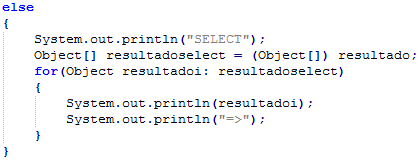 else
{
    System.out.println("SELECT");
    Object[] resultadoselect = (Object[]) resultado;
    for(Object resultadoi: resultadoselect)
    {
        System.out.println(resultadoi);
        System.out.println("=>");
    }
}